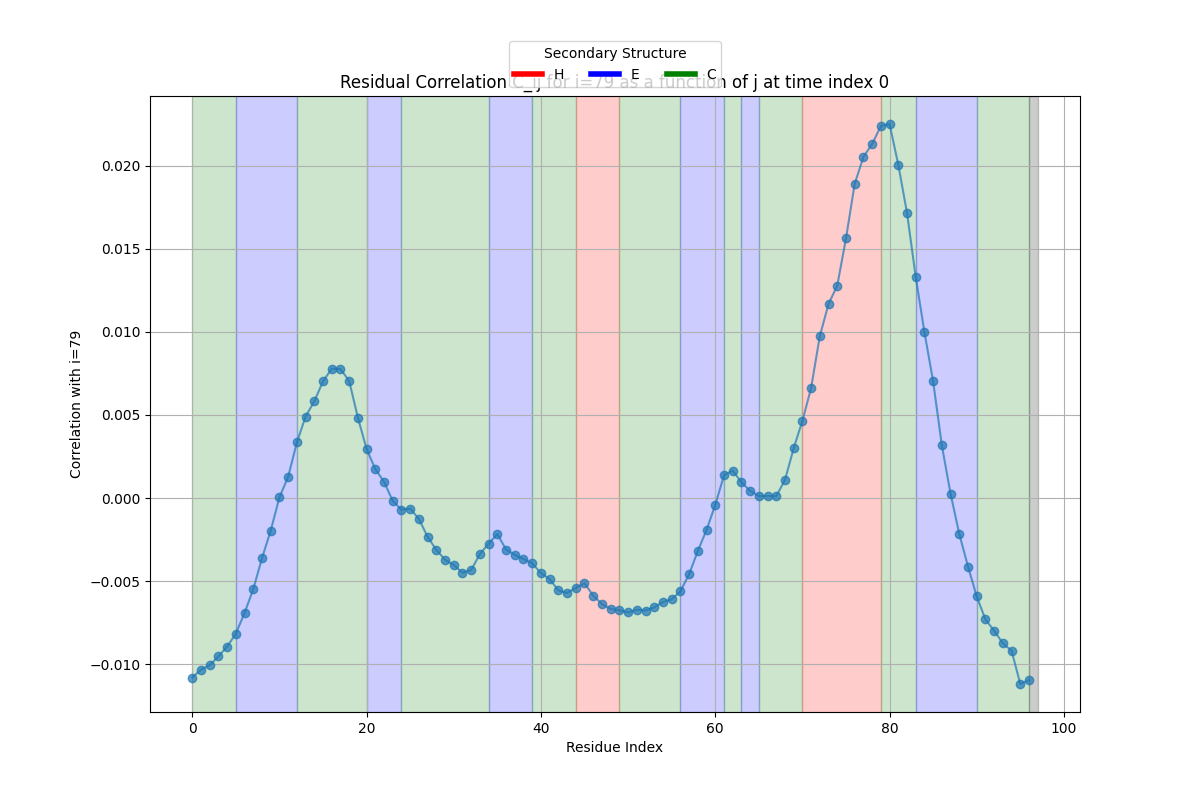 Secondary Structure
H E C
Residual Correlation C_ij for i=79 as a function of j at time index 0
0.020
0.015
0.010
0.005
0.000
−0.005
−0.010
Correlation with i=79
0 20 40 60 80 100
Residue Index